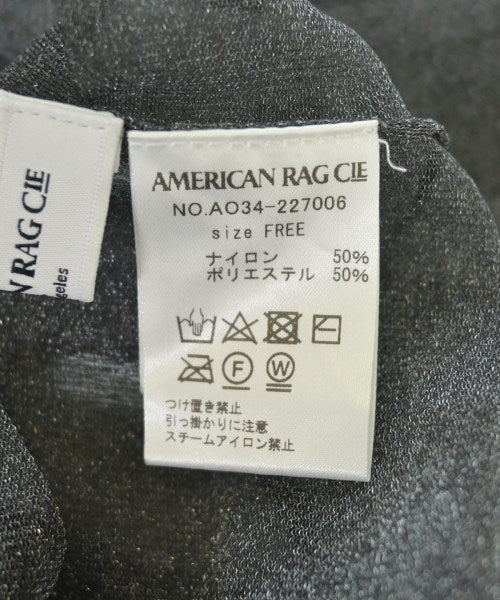 AMERICAN RAG CIE
NO.AO34-227006
size FREE
ナイロン 50%
ポリエステル 50%
F W
つけ置き禁止
引っ掛かりに注意
スチームアイロン禁止
RAG CIE
geles